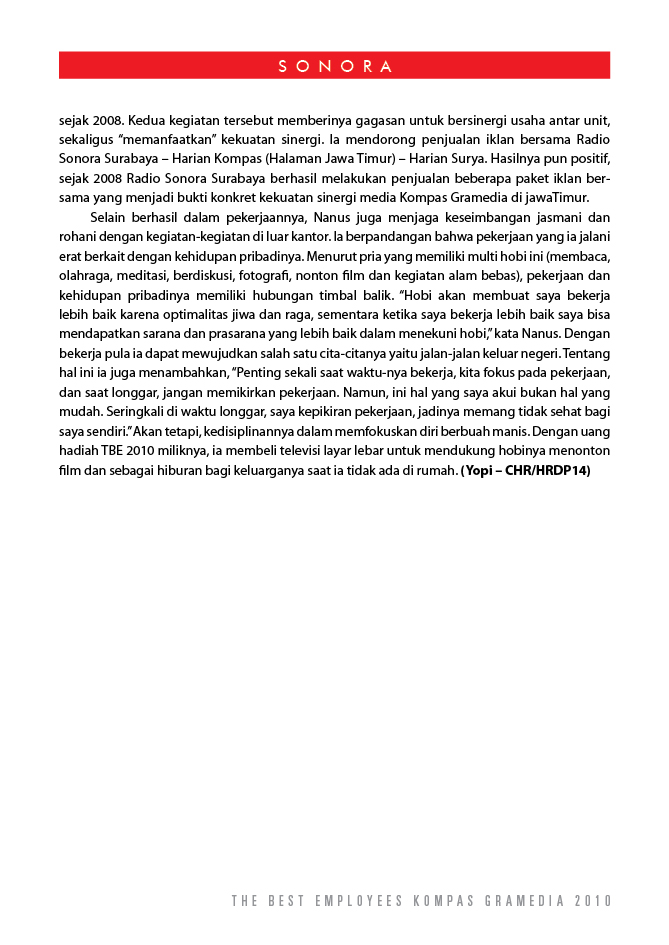 SONORA
sejak 2008. Kedua kegiatan tersebut memberinya gagasan untuk bersinergi usaha antar unit,
sekaligus “memanfaatkan” kekuatan sinergi. Ia mendorong penjualan iklan bersama Radio
Sonora Surabaya – Harian Kompas (Halaman Jawa Timur) – Harian Surya. Hasilnya pun positif,
sejak 2008 Radio Sonora Surabaya berhasil melakukan penjualan beberapa paket iklan ber-
sama yang menjadi bukti konkret kekuatan sinergi media Kompas Gramedia di jawaTimur.
Selain berhasil dalam pekerjaannya, Nanus juga menjaga keseimbangan jasmani dan
rohani dengan kegiatan-kegiatan di luar kantor. Ia berpandangan bahwa pekerjaan yang ia jalani
erat berkait dengan kehidupan pribadinya. Menurut pria yang memiliki multi hobi ini (membaca,
olahraga, meditasi, berdiskusi, fotografi, nonton film dan kegiatan alam bebas), pekerjaan dan
kehidupan pribadinya memiliki hubungan timbal balik. “Hobi akan membuat saya bekerja
lebih baik karena optimalitas jiwa dan raga, sementara ketika saya bekerja lebih baik saya bisa
mendapatkan sarana dan prasarana yang lebih baik dalam menekuni hobi,” kata Nanus. Dengan
bekerja pula ia dapat mewujudkan salah satu cita-citanya yaitu jalan-jalan keluar negeri. Tentang
hal ini ia juga menambahkan, “Penting sekali saat waktu-nya bekerja, kita fokus pada pekerjaan,
dan saat longgar, jangan memikirkan pekerjaan. Namun, ini hal yang saya akui bukan hal yang
mudah. Seringkali di waktu longgar, saya kepikiran pekerjaan, jadinya memang tidak sehat bagi
saya sendiri.” Akan tetapi, kedisiplinannya dalam memfokuskan diri berbuah manis. Dengan uang
hadiah TBE 2010 miliknya, ia membeli televisi layar lebar untuk mendukung hobinya menonton
film dan sebagai hiburan bagi keluarganya saat ia tidak ada di rumah. (Yopi – CHR/HRDP14)
THE BEST EMPLOYEES KOMPAS GRAMEDIA 2010